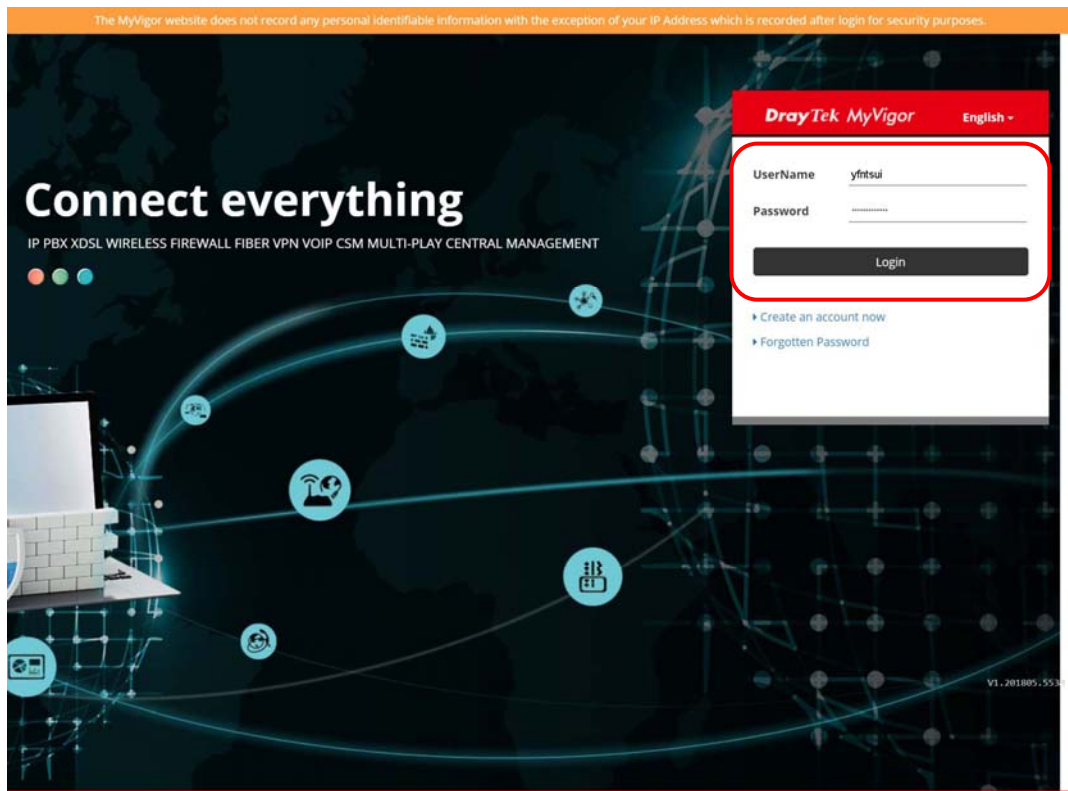 The MyVigor website does not record any personal identifiable information with the exception of your IP Address which is recorded after login for security purposes.
DrayTek MyVigor English
UserName yfntsui
Password
Login
Create an account now
Forgotten Password
Connect everything
IP PBX XDSL WIRELESS FIREWALL FIBER VPN VOIP CSM MULTI-PLAY CENTRAL MANAGEMENT